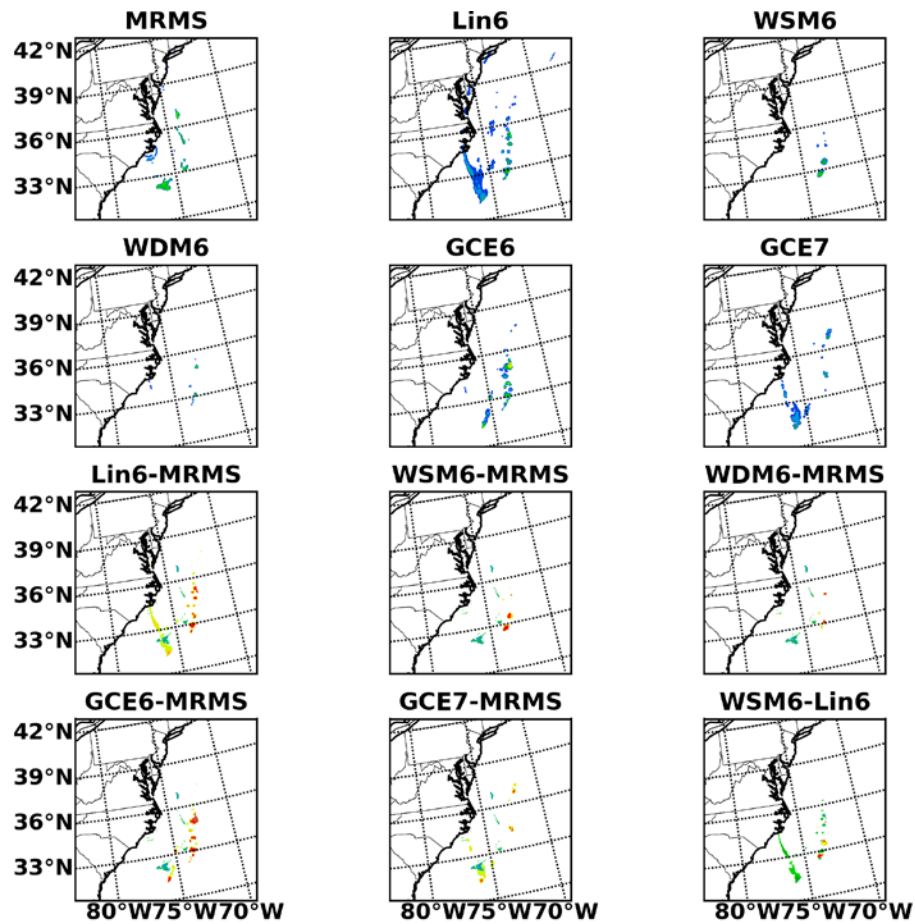 MRMS Lin6 WSM6
42°N
39°N
36°N
33°N
WDM6 GCE6 GCE7
42°N
39°N
36°N
33°N
Lin6-MRMS WSM6-MRMS WDM6-MRMS
42°N
39°N
36°N
33°N
GCE6-MRMS GCE7-MRMS WSM6-Lin6
42°N
39°N
36°N
33°N
80°W75°W70°W 80°W75°W70°W 80°W75°W70°W